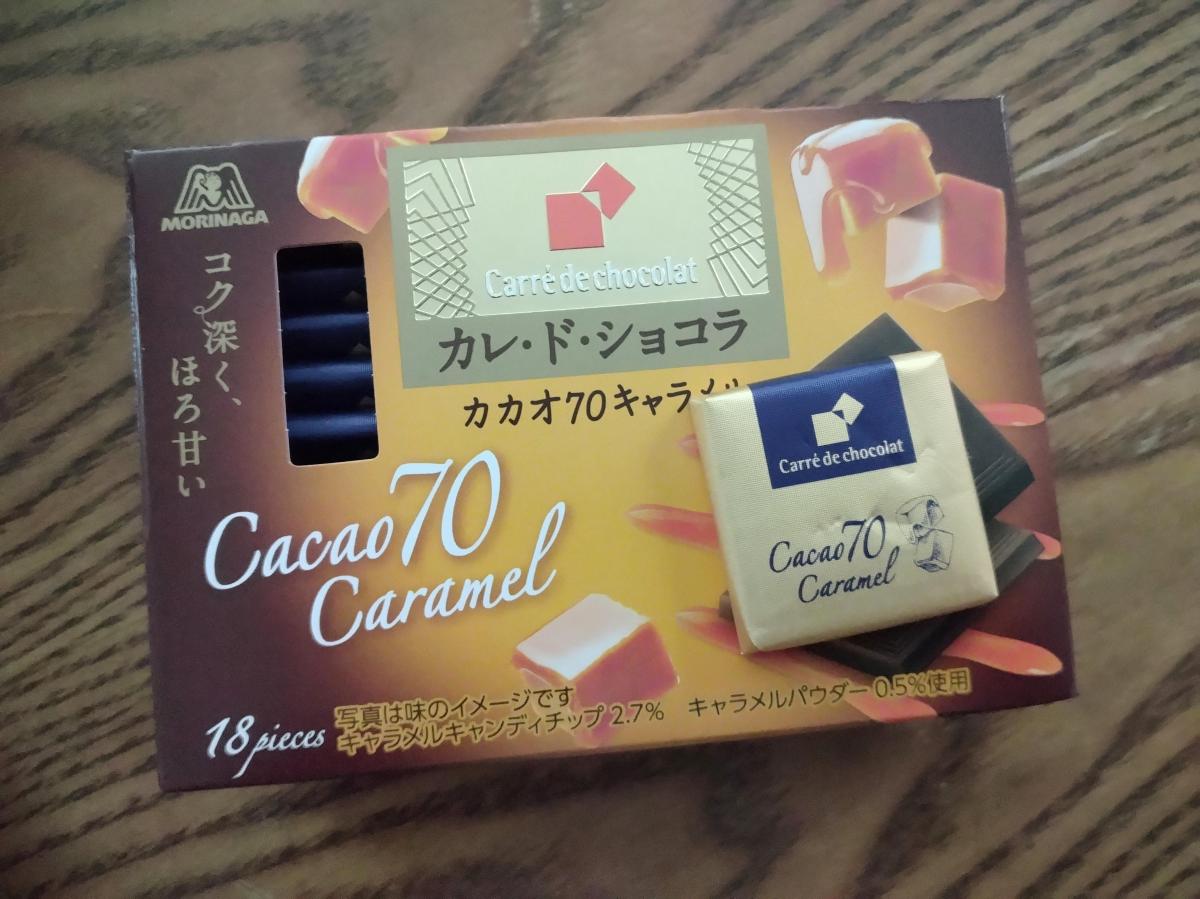 MORINAGA
コク深く、
ほろ甘い
Carré de chocolat
カレ・ド・ショコラ
カカオ70キャラメル
Cacao70
Caramel
Carré de chocolat
Cacao70
Caramel
18 pieces
写真は味のイメージです
キャラメルキャンディチップ 2.7%　キャラメルパウダー 0.5%使用